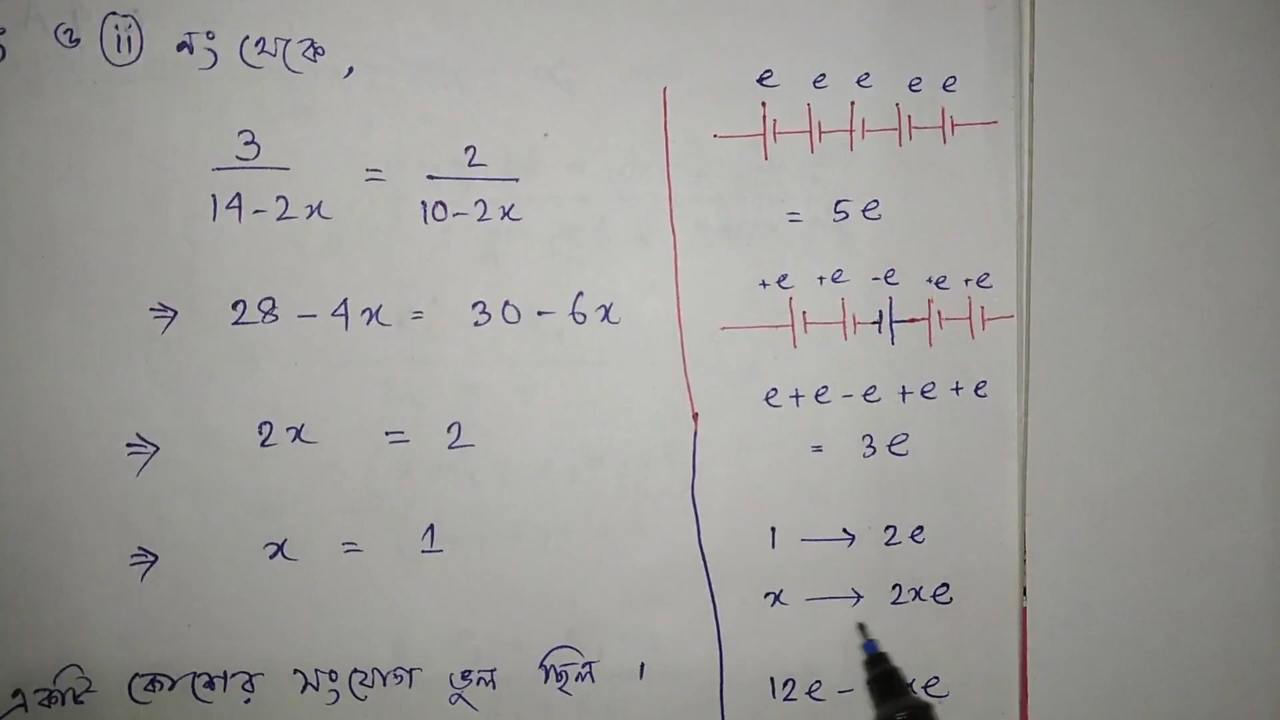 ও ii নং থেকে,
3/(14-2x) = 2/(10-2x)
⇒ 28 - 4x = 30 - 6x
⇒ 2x = 2
⇒ x = 1
একটি কোশের সংযোগ ভুল ছিল ।
e e e e e
= 5e
+e +e -e +e +e
e + e - e + e + e
= 3e
1 → 2e
x → 2xe
12e -